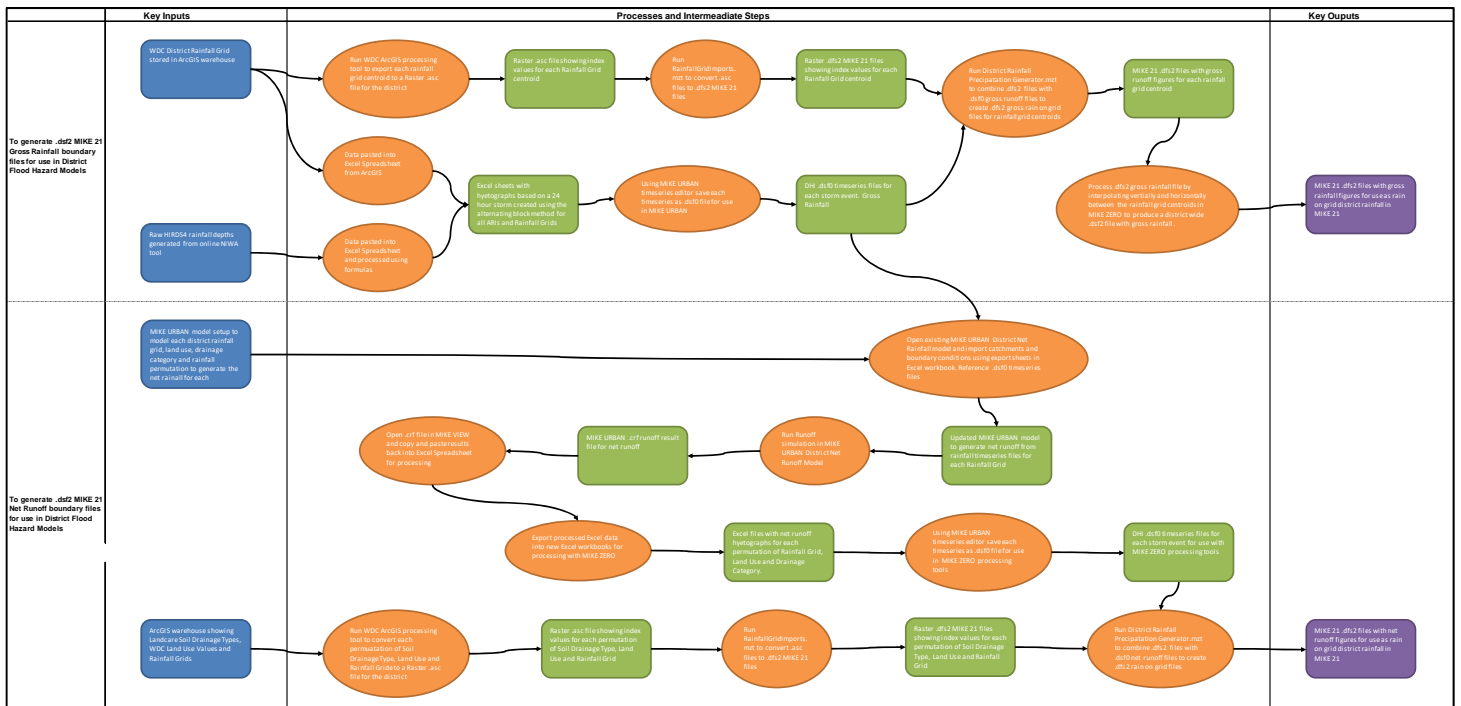 Key Inputs
Processes and Intermeadiate Steps
Key Ouputs
To generate .dsf2 MIKE 21
Gross Rainfall boundary
files for use in District
Flood Hazard Models
WDC District Rainfall Grid
stored in ArcGIS warehouse
Run WDC ArcGIS processing
tool to export each rainfall
grid centroid to a Raster .asc
file for the district
Raster .asc file showing index
values for each Rainfall Grid
centroid
Run
RainfallGridImports.
mzt to convert .asc
files to .dfs2 MIKE 21
files
Raster .dfs2 MIKE 21 files
showing index values for each
Rainfall Grid centroid
Run District Rainfall
Precipatation Generator.mzt
to combine .dfs2 files with
.dsf0 gross runoff files to
create .dfs2 gross rain on grid
files for rainfall grid centroids
MIKE 21 .dfs2 files with gross
runoff figures for each rainfall
grid centroid
Data pasted into
Excel Spreadsheet
from ArcGIS
Excel sheets with
hyetographs based on a 24
hour storm created using the
alternating block method for
all ARIs and Rainfall Grids
Using MIKE URBAN
timeseries editor save each
timeseries as .dsf0 file for use
in MIKE URBAN
DHI .dsf0 timeseries files for
each storm event. Gross
Rainfall
Process .dfs2 gross rainfall file by
interpolating vertially and horizontally
between the rainfall grid centroids in
MIKE ZERO to produce a district wide
.dsf2 file with gross rainfall .
MIKE 21 .dfs2 files with gross
rainfall figures for use as rain
on grid district rainfall in
MIKE 21
Raw HIRDS4 rainfall depths
generated from online NIWA
tool
Data pasted into
Excel Spreadsheet
and processed using
formulas
To generate .dsf2 MIKE 21
Net Runoff boundary files
for use in District Flood
Hazard Models
MIKE URBAN model setup to
model each district rainfall
grid, land use, drainage
category and rainfall
permutation to generate the
net rainall for each
Open existing MIKE URBAN District Net
Rainfall model and import catchments and
boundary conditions using export sheets in
Excel workbook. Reference .dsf0 timeseries
files
Open .crf file in MIKE VIEW
and copy and paste results
back into Excel Spreadsheet
for processing
MIKE URBAN .crf runoff result
file for net runoff
Run Runoff
simulation in MIKE
URBAN District Net
Runoff Model
Updated MIKE URBAN model
to generate net runoff from
rainfall timeseries files for
each Rainfall Grid
Export processed Excel data
into new Excel workbooks for
processing with MIKE ZERO
Excel files with net runoff
hyetographs for each
permutation of Rainfall Grid,
Land Use and Drainage
Category.
Using MIKE URBAN
timeseries editor save each
timeseries as .dsf0 file for use
in MIKE ZERO processing
tools
DHI .dsf0 timeseries files for
each storm event for use with
MIKE ZERO processing tools
ArcGIS warehouse showing
Landcare Soil Drainage Types,
WDC Land Use Values and
Rainfall Grids
Run WDC ArcGIS processing
tool to convert each
permuatation of Soil
Drainage Type, Land Use and
Rainfall Gride to a Raster .asc
file for the district
Raster .asc file showing index
values for each permutation
of Soil Drainage Type, Land
Use and Rainfall Grid
Run
RainfallGridImports.
mzt to convert .asc
files to .dfs2 MIKE 21
files
Raster .dfs2 MIKE 21 files
showing index values for each
permutation of Soil Drainage
Type, Land Use and Rainfall
Grid
Run District Rainfall
Precipatation Generator.mzt
to combine .dfs2 files with
.dsf0 net runoff files to create
.dfs2 rain on grid files
MIKE 21 .dfs2 files with net
runoff figures for use as rain
on grid district rainfall in
MIKE 21